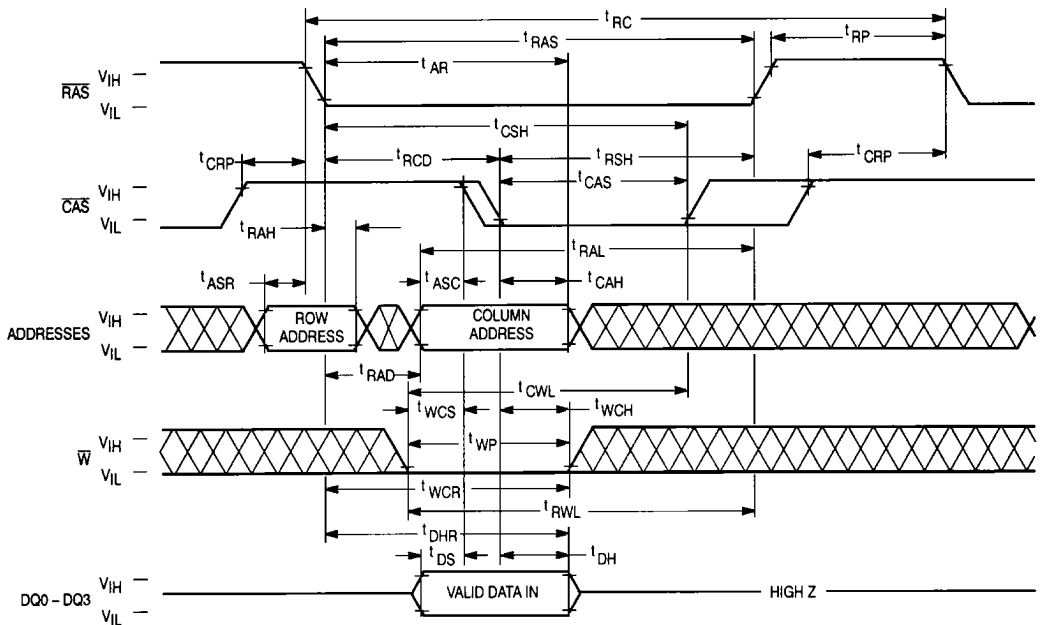 tRC
tRAS
tRP
tAR
VIH
RAS
VIL
tCSH
tCRP
tRCD
tRSH
tCRP
tCAS
VIH
CAS
VIL
tRAH
tRAL
tASR
tASC
tCAH
VIH
ADDRESSES
VIL
ROW ADDRESS
COLUMN ADDRESS
tRAD
tCWL
tWCS
tWCH
VIH
W
VIL
tWP
tWCR
tRWL
tDHR
tDS
tDH
VIH
DQ0 – DQ3
VIL
VALID DATA IN
HIGH Z